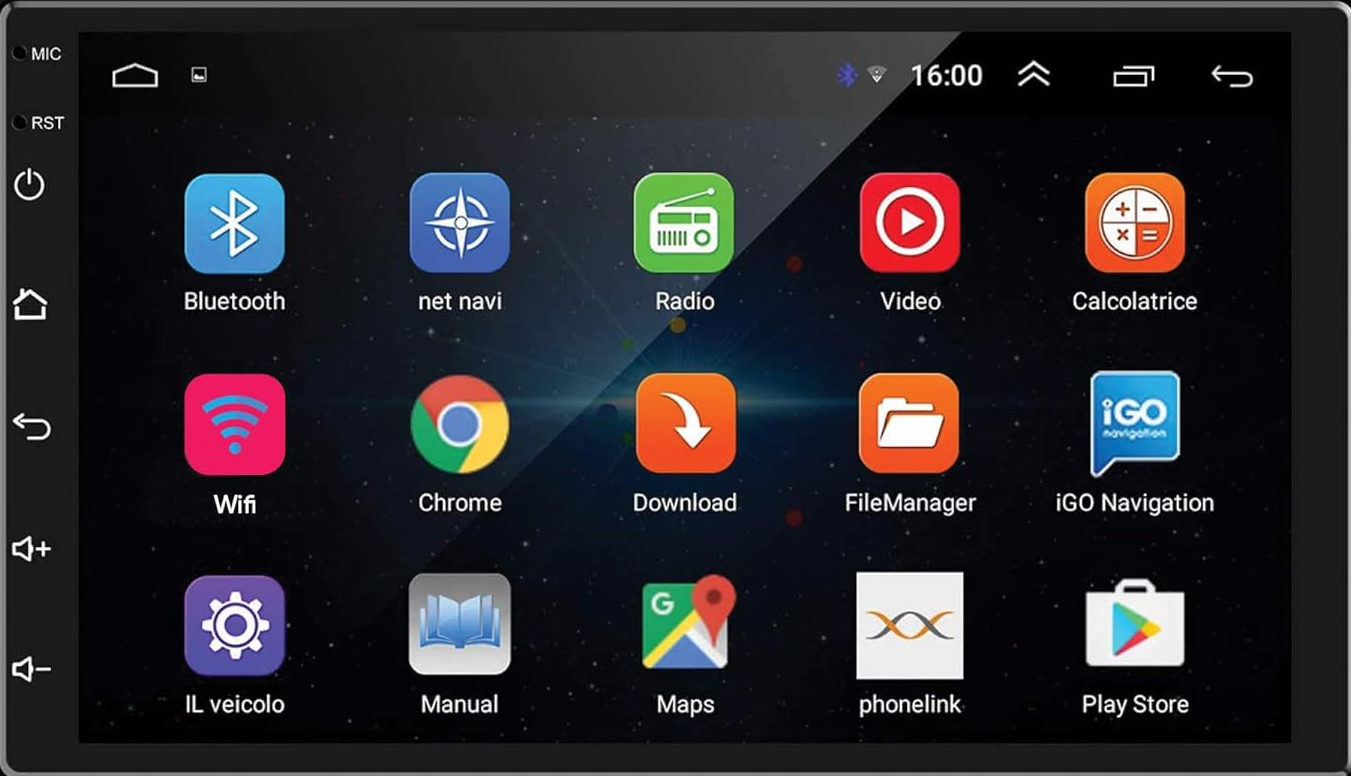 MIC
16:00
RST
Bluetooth
net navi
Radio
Video
Calcolatrice
iGO
navigation
Wifi
Chrome
Download
FileManager
iGO Navigation
G
IL veicolo
Manual
Maps
phonelink
Play Store